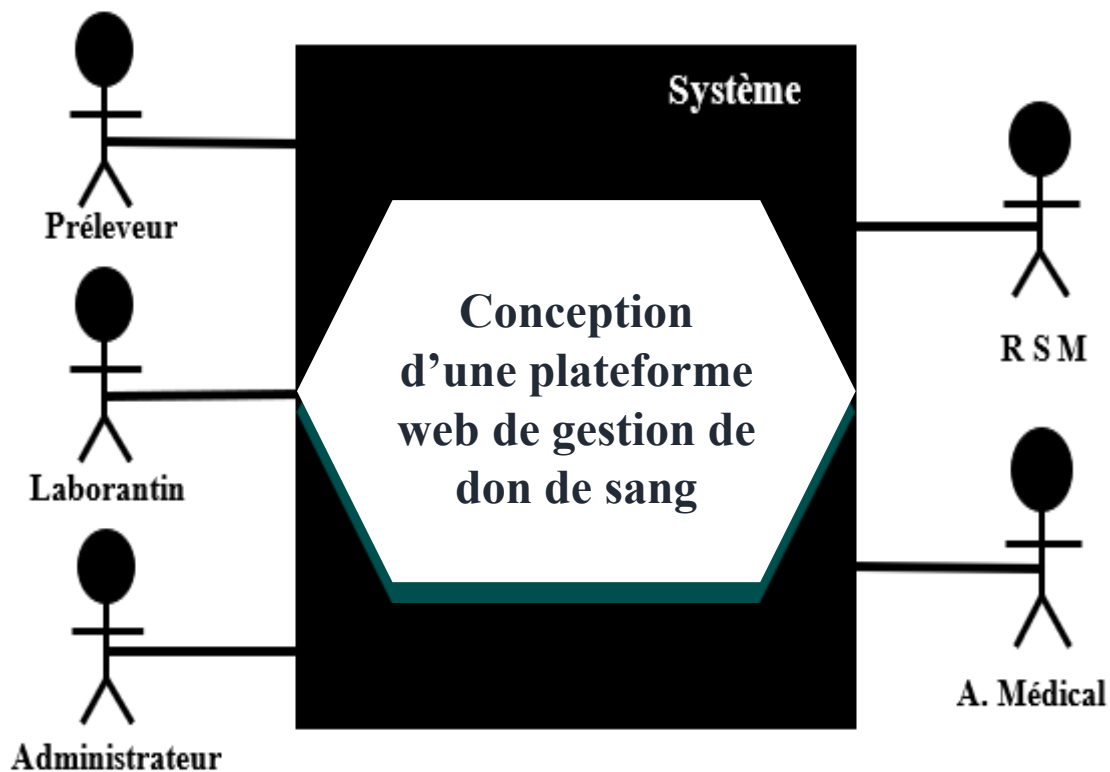 Système
Préleveur
Laborantin
Administrateur
Conception
d’une plateforme
web de gestion de
don de sang
R S M
A. Médical